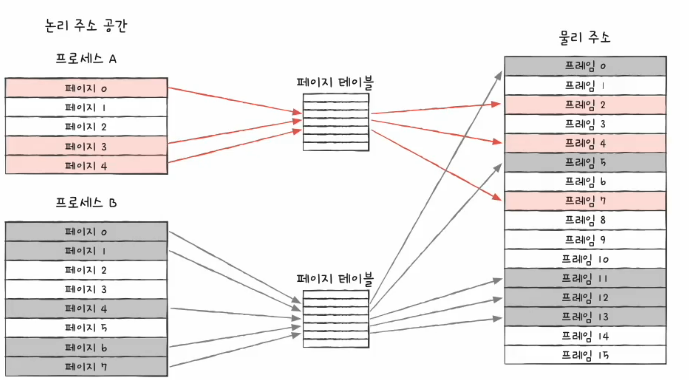 논리 주소 공간
프로세스 A
페이지 0
페이지 1
페이지 2
페이지 3
페이지 4
프로세스 B
페이지 0
페이지 1
페이지 2
페이지 3
페이지 4
페이지 5
페이지 6
페이지 7
페이지 테이블
페이지 테이블
물리 주소
프레임 0
프레임 1
프레임 2
프레임 3
프레임 4
프레임 5
프레임 6
프레임 7
프레임 8
프레임 9
프레임 10
프레임 11
프레임 12
프레임 13
프레임 14
프레임 15